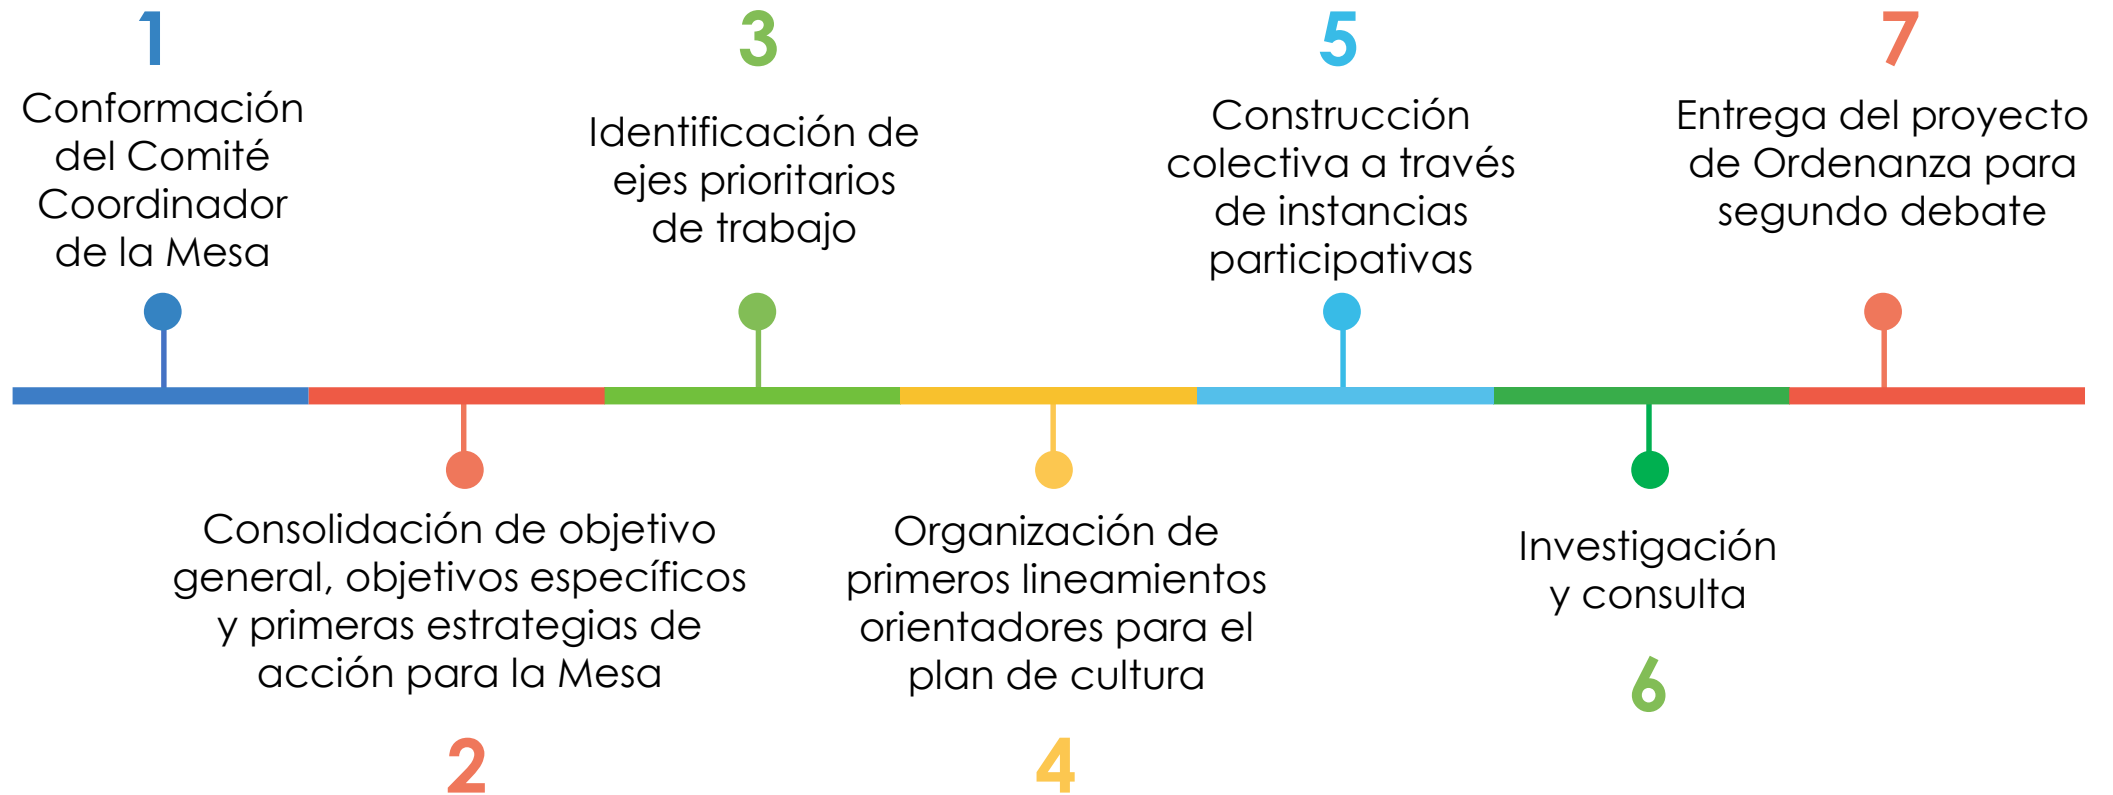 1
Conformación
del Comité
Coordinador
de la Mesa
2
Consolidación de objetivo
general, objetivos específicos
y primeras estrategias de
acción para la Mesa
3
Identificación de
ejes prioritarios
de trabajo
4
Organización de
primeros lineamientos
orientadores para el
plan de cultura
5
Construcción
colectiva a través
de instancias
participativas
6
Investigación
y consulta
7
Entrega del proyecto
de Ordenanza para
segundo debate